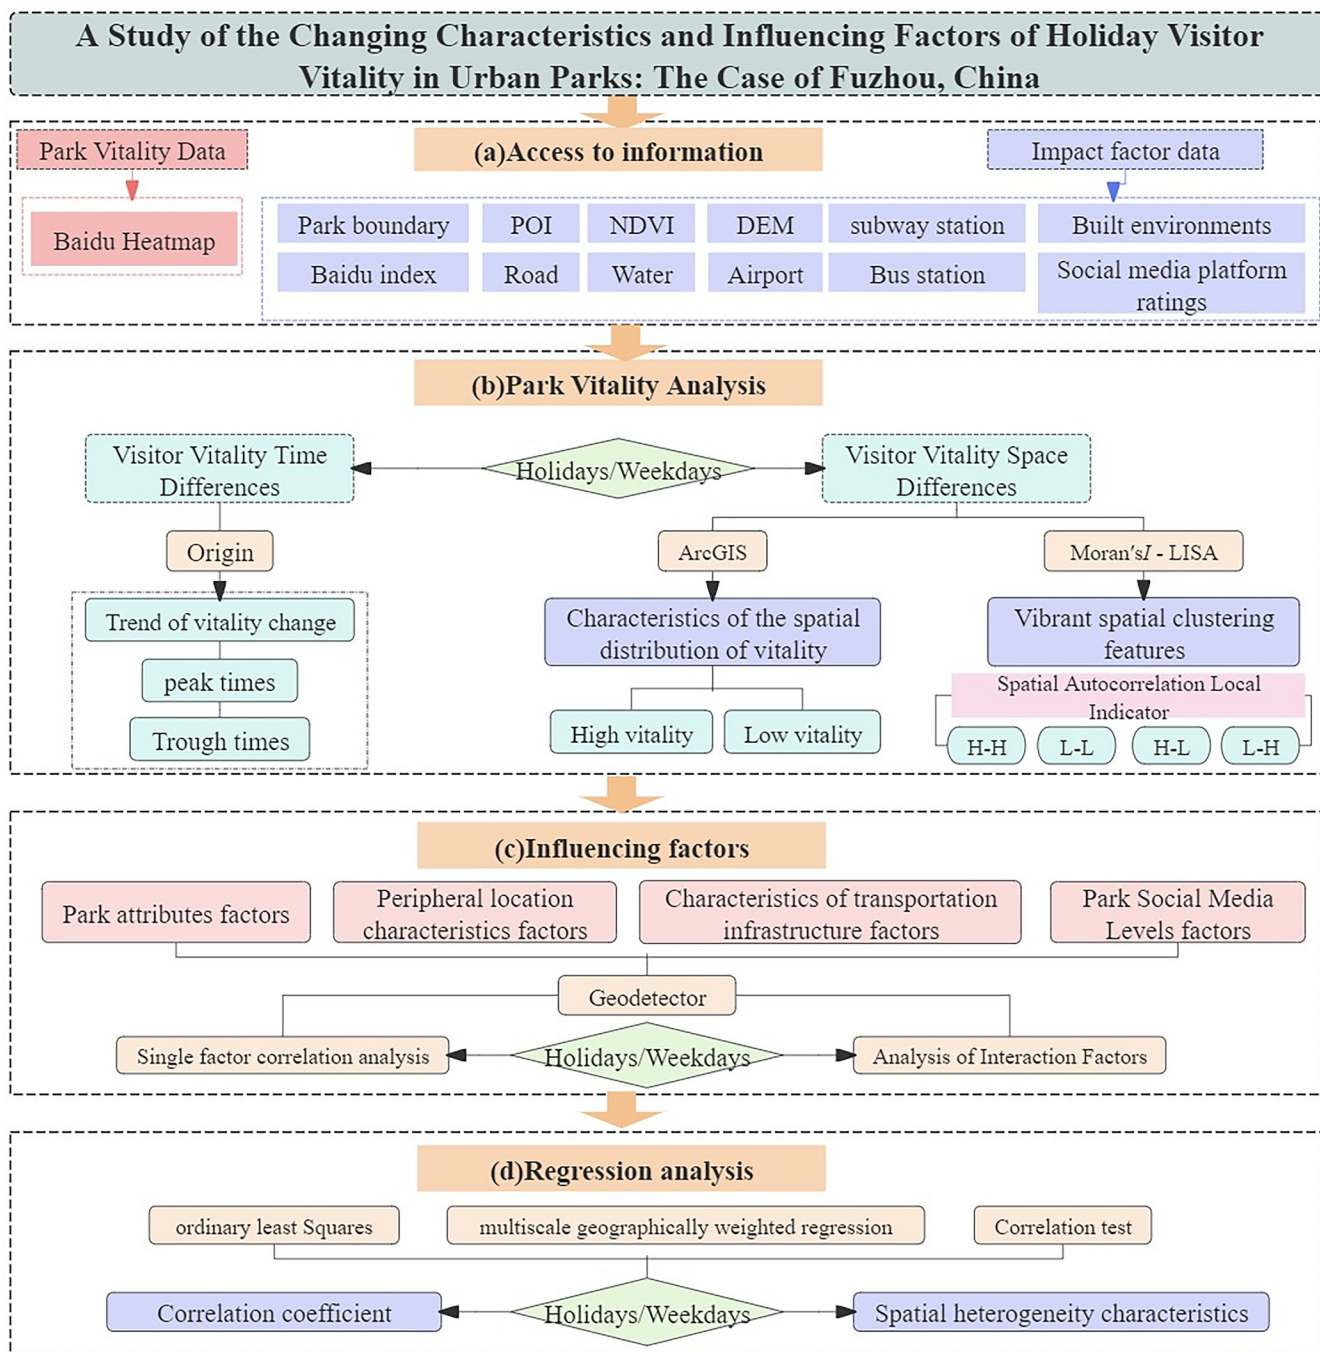 A Study of the Changing Characteristics and Influencing Factors of Holiday Visitor
Vitality in Urban Parks: The Case of Fuzhou, China
Park Vitality Data
(a)Access to information
Impact factor data
Baidu Heatmap
Park boundary
POI
NDVI
DEM
subway station
Built environments
Baidu index
Road
Water
Airport
Bus station
Social media platform
ratings
(b)Park Vitality Analysis
Visitor Vitality Time
Differences
Holidays/Weekdays
Visitor Vitality Space
Differences
Origin
ArcGIS
Moran'sI - LISA
Trend of vitality change
peak times
Trough times
Characteristics of the spatial
distribution of vitality
High vitality
Low vitality
Vibrant spatial clustering
features
Spatial Autocorrelation Local
Indicator
H-H
L-L
H-L
L-H
(c)Influencing factors
Park attributes factors
Peripheral location
characteristics factors
Characteristics of transportation
infrastructure factors
Park Social Media
Levels factors
Geodetector
Single factor correlation analysis
Holidays/Weekdays
Analysis of Interaction Factors
(d)Regression analysis
ordinary least Squares
multiscale geographically weighted regression
Correlation test
Correlation coefficient
Holidays/Weekdays
Spatial heterogeneity characteristics